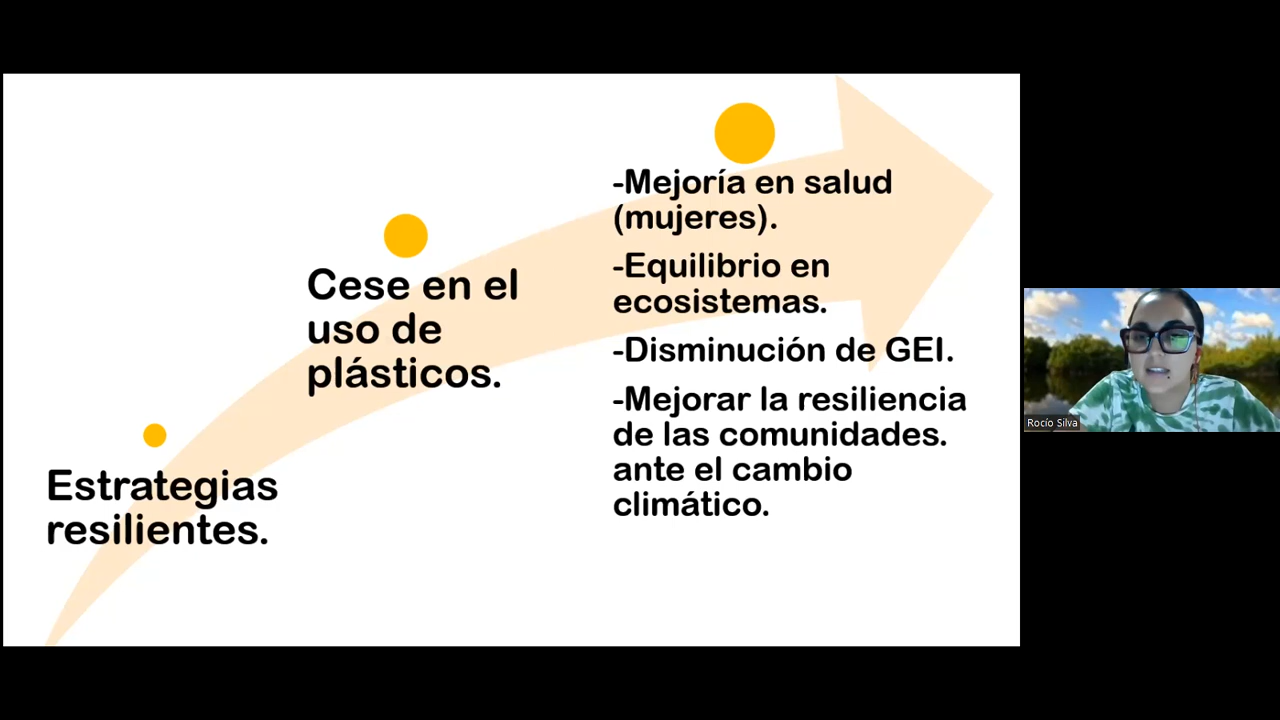 Estrategias
resilientes.
Cese en el
uso de
plásticos.
-Mejoría en salud
(mujeres).
-Equilibrio en
ecosistemas.
-Disminución de GEI.
-Mejorar la resiliencia
de las comunidades.
ante el cambio
climático.
Rocío Silva